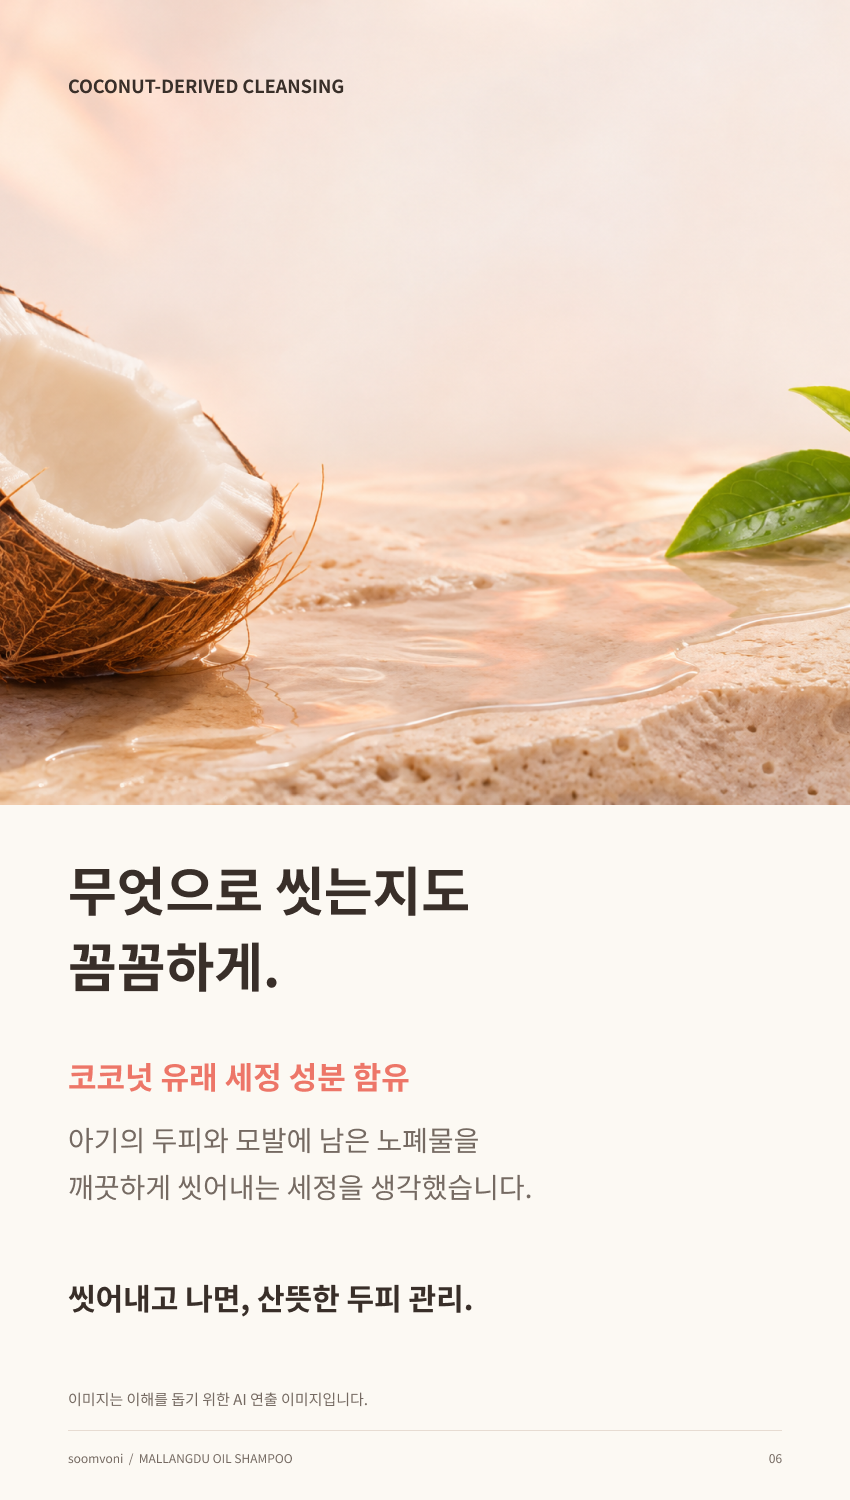 COCONUT-DERIVED CLEANSING
무엇으로 씻는지도
꼼꼼하게.
코코넛 유래 세정 성분 함유
아기의 두피와 모발에 남은 노폐물을
깨끗하게 씻어내는 세정을 생각했습니다.
씻어내고 나면, 산뜻한 두피 관리.
이미지는 이해를 돕기 위한 AI 연출 이미지입니다.
soomvoni / MALLANGDU OIL SHAMPOO 06